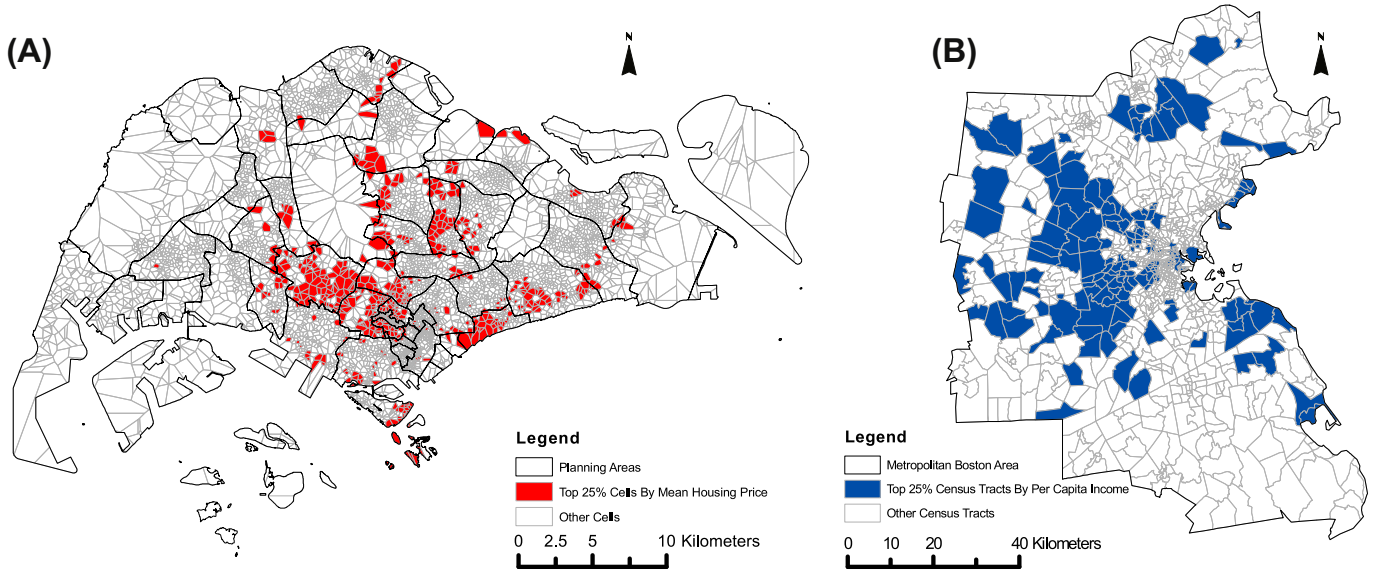 (A)
N
Legend
Planning Areas
Top 25% Cells By Mean Housing Price
Other Cells
0 2.5 5 10 Kilometers
(B)
N
Legend
Metropolitan Boston Area
Top 25% Census Tracts By Per Capita Income
Other Census Tracts
0 10 20 40 Kilometers